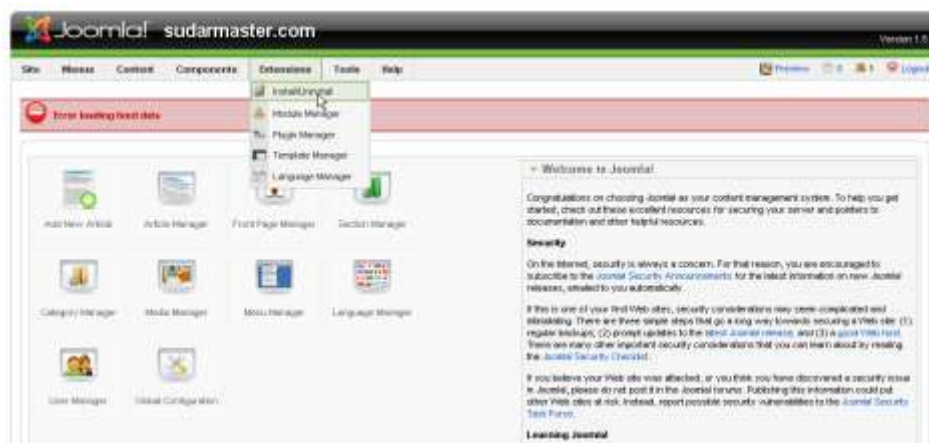 Joomla! sudarmaster.com
Version 1.5
Site Menus Content Components Extensions Tools Help Preview 0 1 Logout
Install/Uninstall
Error loading feed data
Module Manager
Plugin Manager
Template Manager
Language Manager
Welcome to Joomla!
Add New Article Article Manager Front Page Manager Section Manager
Congratulations on choosing Joomla! as your content management system. To help you get
started, check out these excellent resources for securing your server and pointers to
documentation and other helpful resources.
Security
On the Internet, security is always a concern. For that reason, you are encouraged to
subscribe to the Joomla! Security Announcements for the latest information on new Joomla!
releases, emailed to you automatically.
Category Manager Media Manager Menu Manager Language Manager
If this is one of your first Web sites, security considerations may seem complicated and
intimidating. There are three simple steps that go a long way towards securing a Web site: (1)
regular backups; (2) prompt updates to the latest Joomla! release; and (3) a good Web host.
There are many other important security considerations that you can learn about by reading
the Joomla! Security Checklist.
If you believe your Web site was attacked, or you think you have discovered a security issue
in Joomla!, please do not post it in the Joomla! forums. Publishing this information could put
other Web sites at risk. Instead, report possible security vulnerabilities to the Joomla! Security
Task Force.
User Manager Global Configuration
Learning Joomla!